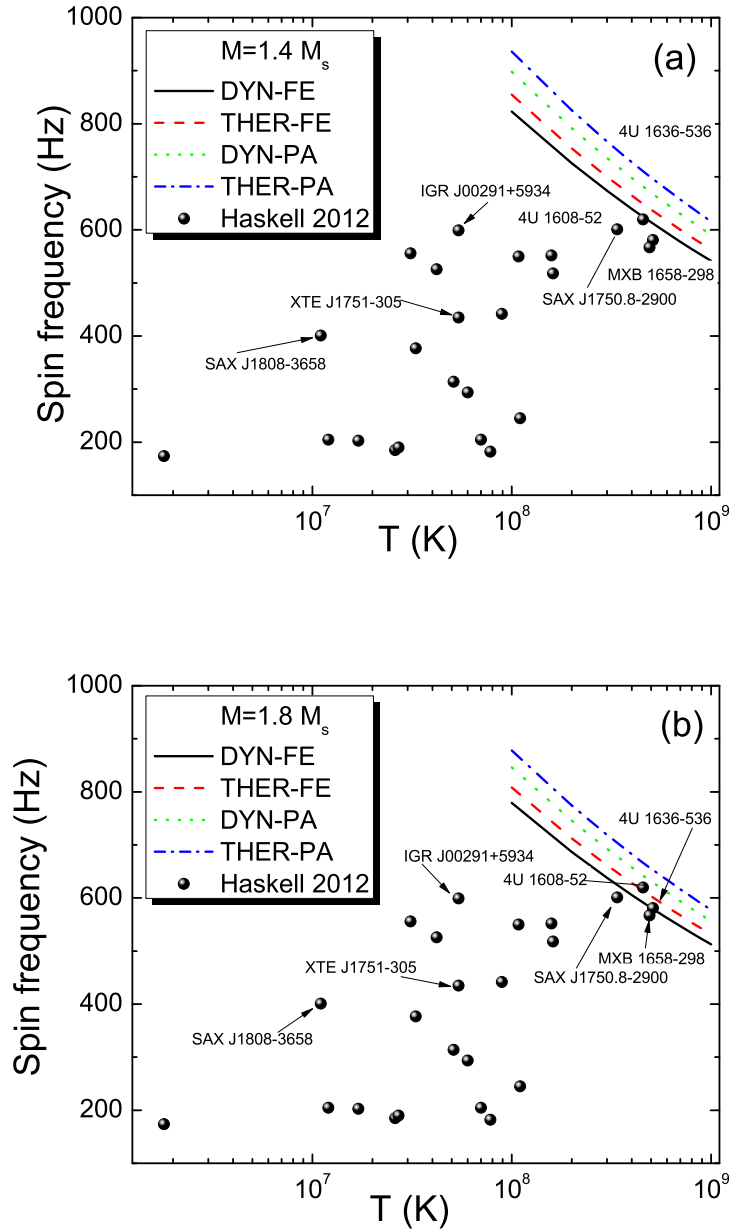 1000
(a)
M=1.4 Ms
DYN-FE
THER-FE
DYN-PA
THER-PA
Haskell 2012
800
600
400
200
Spin frequency (Hz)
4U 1636-536
IGR J00291+5934
4U 1608-52
MXB 1658-298
SAX J1750.8-2900
XTE J1751-305
SAX J1808-3658
10^7
10^8
10^9
T (K)
1000
(b)
M=1.8 Ms
DYN-FE
THER-FE
DYN-PA
THER-PA
Haskell 2012
800
600
400
200
Spin frequency (Hz)
4U 1636-536
IGR J00291+5934
4U 1608-52
MXB 1658-298
SAX J1750.8-2900
XTE J1751-305
SAX J1808-3658
10^7
10^8
10^9
T (K)